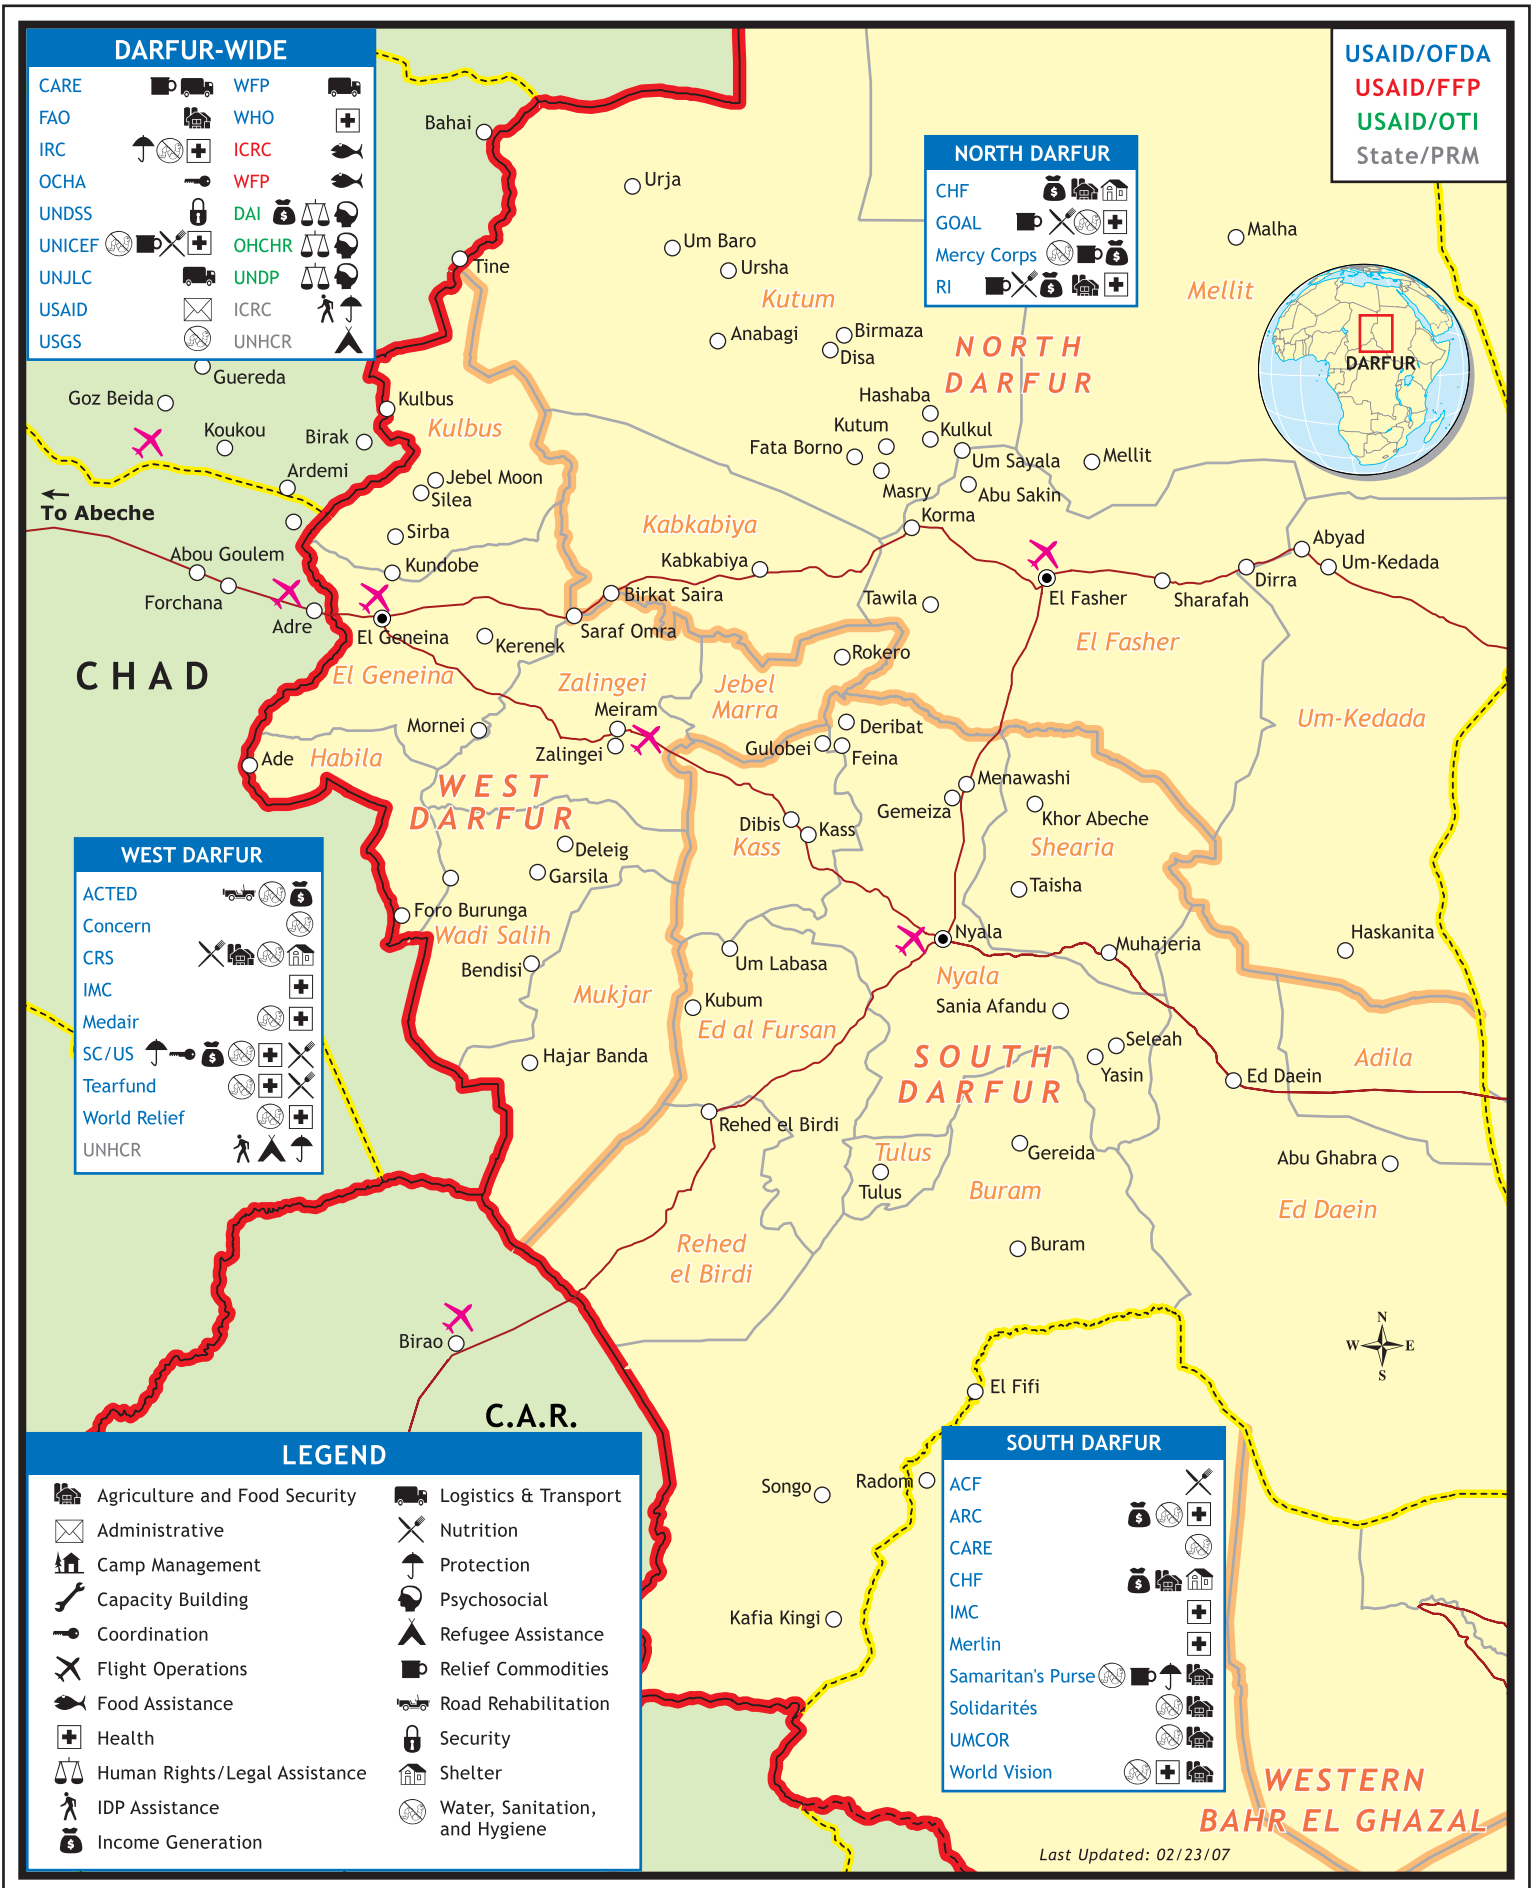 DARFUR-WIDE
CARE
FAO
IRC
OCHA
UNDSS
UNICEF
UNJLC
USAID
USGS
WFP
WHO
ICRC
WFP
DAI
OHCHR
UNDP
ICRC
UNHCR
USAID/OFDA
USAID/FFP
USAID/OTI
State/PRM
NORTH DARFUR
CHF
GOAL
Mercy Corps
RI
Bahai
Urja
Um Baro
Ursha
Tine
Kutum
Malha
Mellit
Anabagi
Birmaza
Disa
NORTH
DARFUR
DARFUR
Guereda
Goz Beida
Kulbus
Kulbus
Koukou
Birak
Ardemi
Hashaba
Kutum
Kulkul
Fata Borno
Um Sayala
Mellit
Masry
Abu Sakin
Jebel Moon
Silea
To Abeche
Sirba
Kabkabiya
Korma
Abyad
Um-Kedada
Abou Goulem
Kundobe
Kabkabiya
Dirra
Forchana
Birkat Saira
Tawila
El Fasher
Sharafah
Adre
El Geneina
Kerenek
Saraf Omra
El Fasher
Rokero
CHAD
El Geneina
Zalingei
Jebel
Marra
Meiram
Mornei
Zalingei
Deribat
Gulobei
Feina
Um-Kedada
Ade
Habila
WEST
DARFUR
Menawashi
Gemeiza
Khor Abeche
Dibis
Kass
Kass
Shearia
Deleig
Garsila
Taisha
WEST DARFUR
ACTED
Concern
CRS
IMC
Medair
SC/US
Tearfund
World Relief
UNHCR
Foro Burunga
Wadi Salih
Bendisi
Mukjar
Nyala
Muhajeria
Haskanita
Um Labasa
Nyala
Kubum
Ed al Fursan
Sania Afandu
Hajar Banda
SOUTH
DARFUR
Seleah
Yasin
Adila
Ed Daein
Rehed el Birdi
Tulus
Tulus
Gereida
Abu Ghabra
Buram
Ed Daein
Rehed
el Birdi
Buram
Birao
N
W
E
S
C.A.R.
El Fifi
Songo
Radom
Kafia Kingi
LEGEND
Agriculture and Food Security
Administrative
Camp Management
Capacity Building
Coordination
Flight Operations
Food Assistance
Health
Human Rights/Legal Assistance
IDP Assistance
Income Generation
Logistics & Transport
Nutrition
Protection
Psychosocial
Refugee Assistance
Relief Commodities
Road Rehabilitation
Security
Shelter
Water, Sanitation,
and Hygiene
SOUTH DARFUR
ACF
ARC
CARE
CHF
IMC
Merlin
Samaritan's Purse
Solidarités
UMCOR
World Vision
WESTERN
BAHR EL GHAZAL
Last Updated: 02/23/07